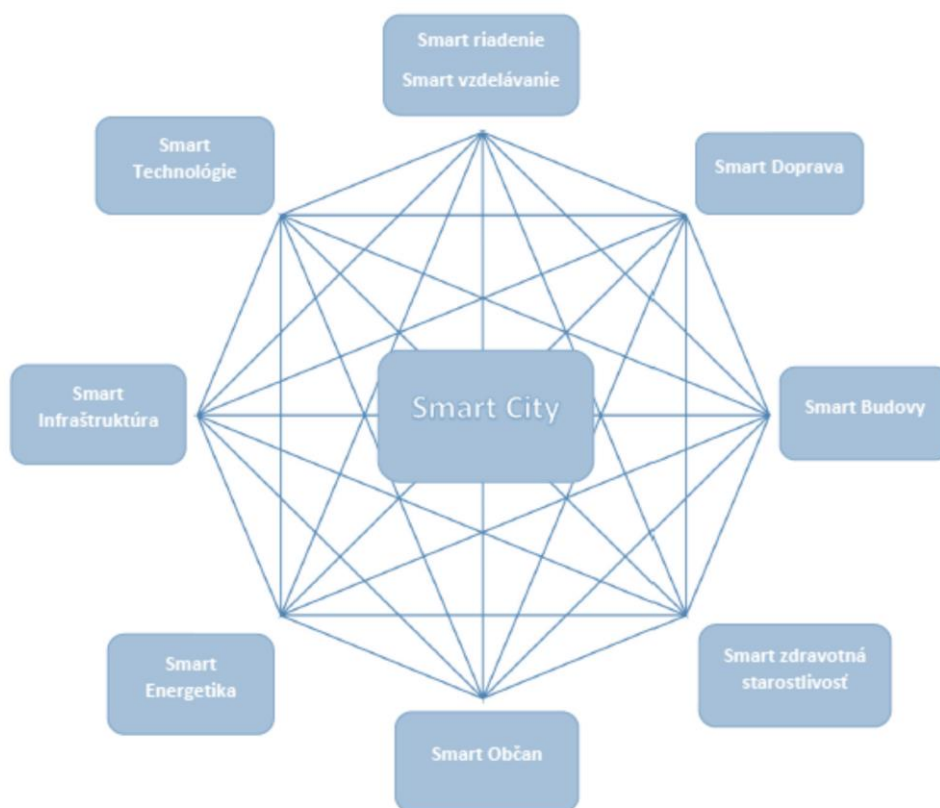 Smart riadenie
Smart vzdelávanie
Smart
Technológie
Smart Doprava
Smart
Infraštruktúra
Smart City
Smart Budovy
Smart
Energetika
Smart zdravotná
starostlivosť
Smart Občan